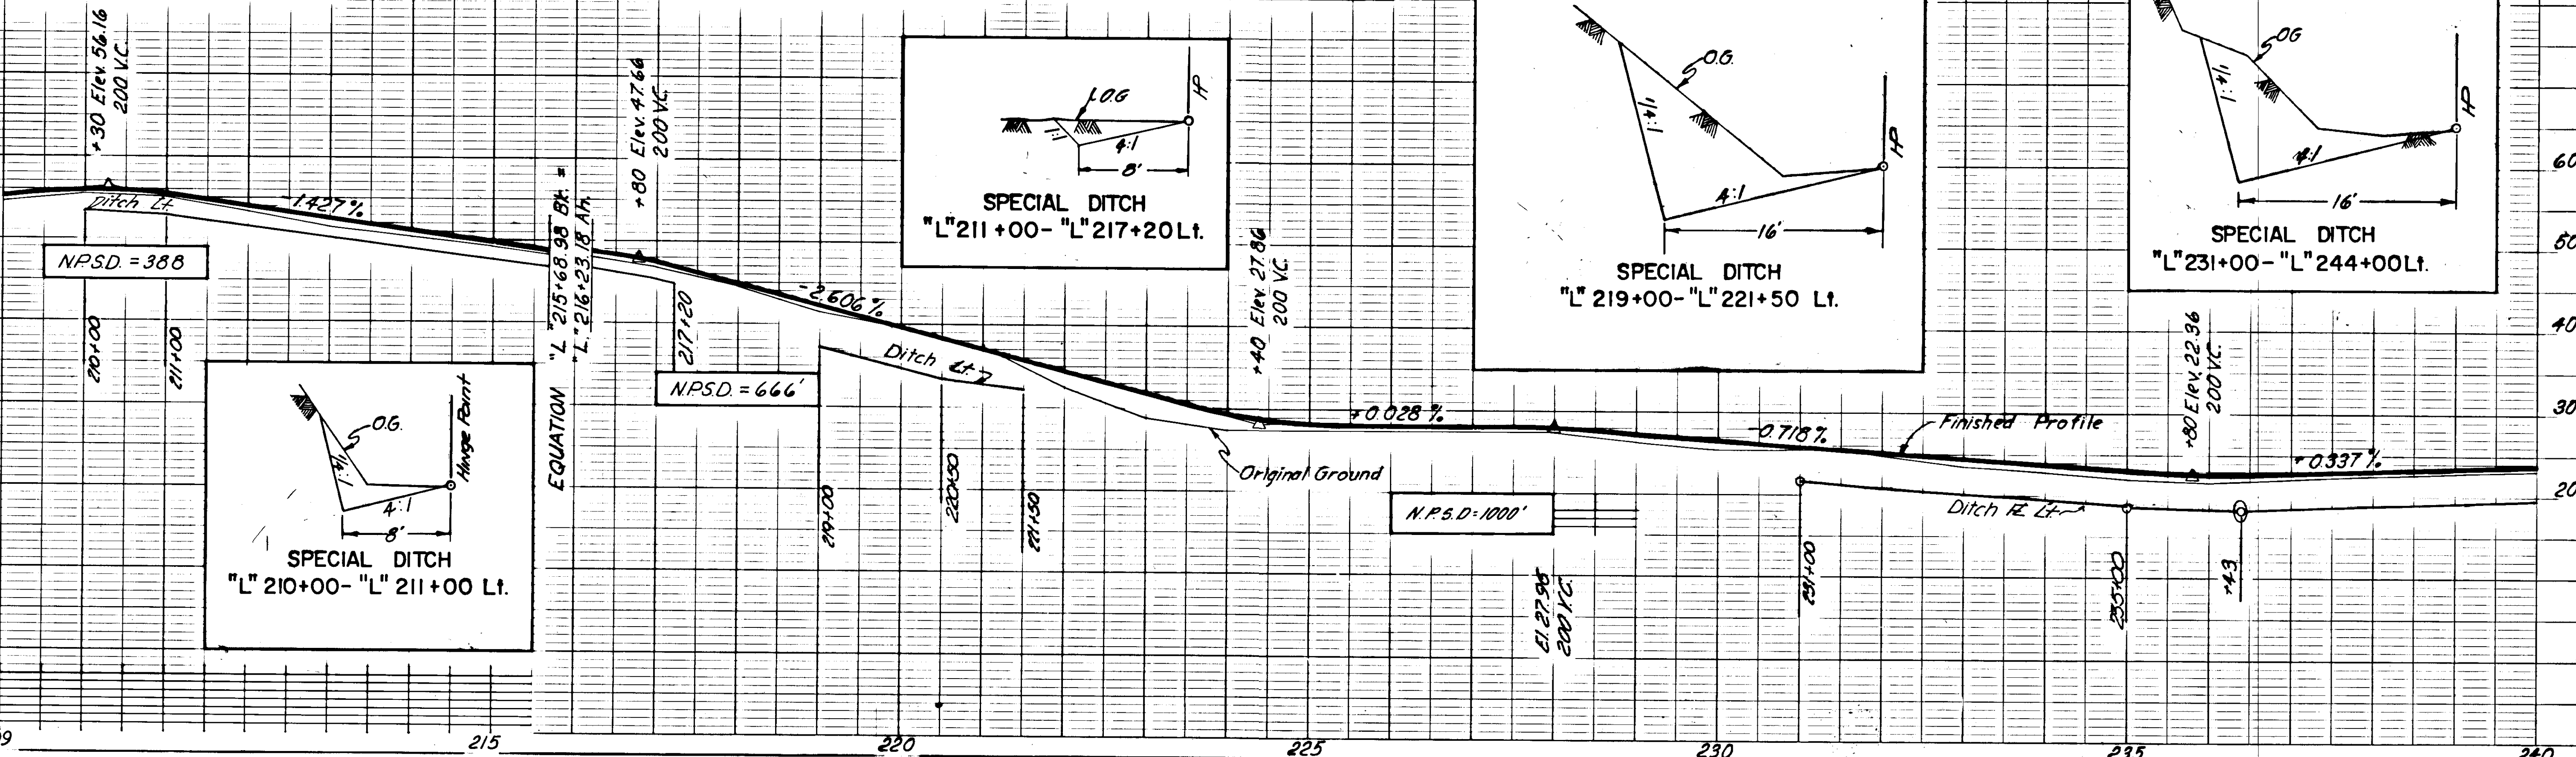 +30 Elev. 56.16
200 V.C.
Ditch Lt.
-1.427 %
N.P.S.D. = 388
210+00
211+00
O.G.
1/4:1
4:1
8'
Hinge Point
SPECIAL DITCH
"L" 210+00- "L" 211+00 Lt.
EQUATION "L" 215+68.98 Bk. =
"L" 216+23.18 Ah.
+80 Elev. 47.66
200 V.C.
217+20
N.P.S.D. = 666'
-2.606 %
O.G
1:1
4:1
8'
HP
SPECIAL DITCH
"L" 211+00- "L" 217+20 Lt.
Ditch Lt.
219+00
220+50
221+50
+40 Elev. 27.86
200 V.C.
+0.028 %
Original Ground
N.P.S.D = 1000'
O.G.
1/4:1
4:1
16'
HP
SPECIAL DITCH
"L" 219+00- "L" 221+50 Lt.
El. 27.96
200 V.C.
-0.718 %
Finished Profile
231+00
Ditch ℄ Lt.
235+00
+43
+80 Elev. 22.36
200 V.C.
+0.337 %
OG
1/4:1
4:1
16'
HP
SPECIAL DITCH
"L" 231+00- "L" 244+00 Lt.
60
50
40
30
20
215
220
225
230
235
240